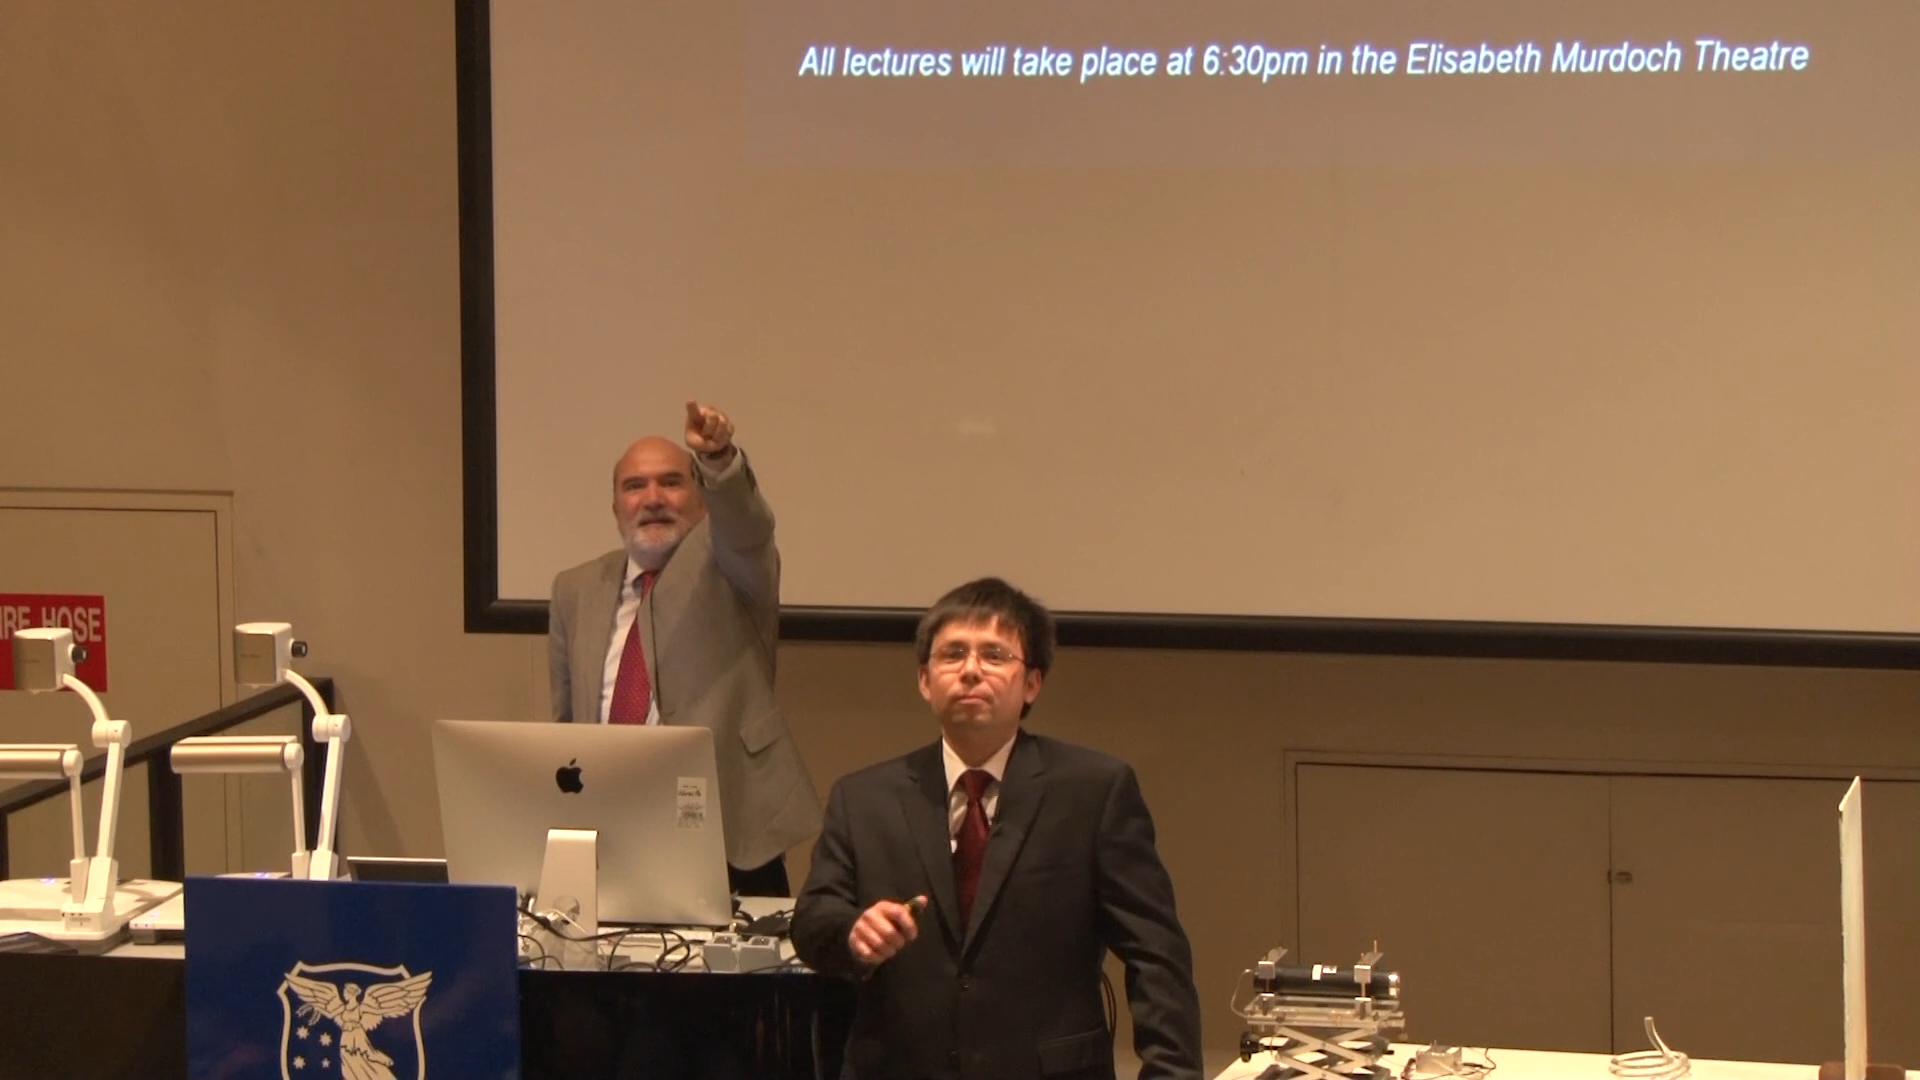 All lectures will take place at 6:30pm in the Elisabeth Murdoch Theatre
IRE HOSE